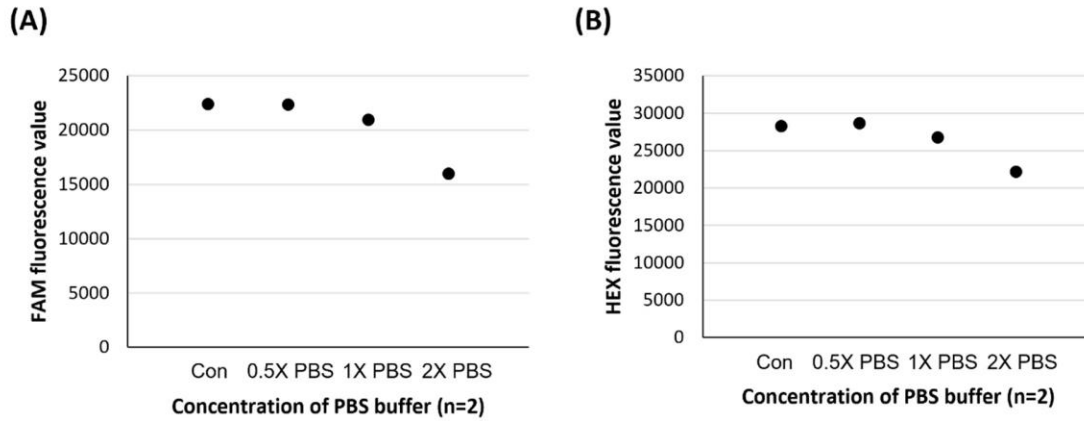 (A)
FAM fluorescence value
25000
20000
15000
10000
5000
0
Con 0.5X PBS 1X PBS 2X PBS
Concentration of PBS buffer (n=2)
(B)
HEX fluorescence value
35000
30000
25000
20000
15000
10000
5000
0
Con 0.5X PBS 1X PBS 2X PBS
Concentration of PBS buffer (n=2)